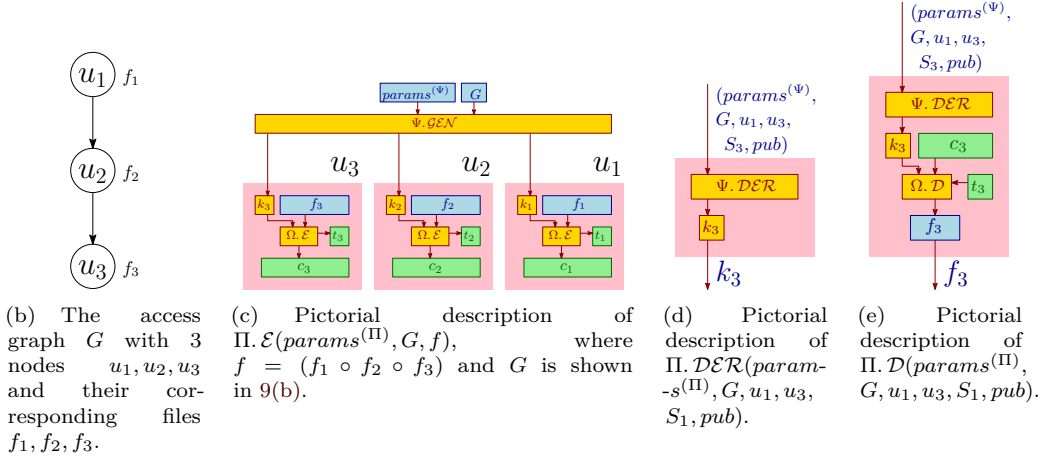 u₁ f₁
u₂ f₂
u₃ f₃
(b) The access
graph G with 3
nodes u₁, u₂, u₃
and their cor-
responding files
f₁, f₂, f₃.
params^(Ψ) G
Ψ.𝒢ℰ𝒩
u₃ u₂ u₁
k₃ f₃ k₂ f₂ k₁ f₁
Ω.ℰ t₃ Ω.ℰ t₂ Ω.ℰ t₁
c₃ c₂ c₁
(c) Pictorial description of
Π.ℰ(params^(Π), G, f), where
f = (f₁ ∘ f₂ ∘ f₃) and G is shown
in 9(b).
(params^(Ψ),
G, u₁, u₃,
S₃, pub)
Ψ.𝒟ℰℛ
k₃
k₃
(d) Pictorial
description of
Π.𝒟ℰℛ(param-
-s^(Π), G, u₁, u₃,
S₁, pub).
(params^(Ψ),
G, u₁, u₃,
S₃, pub)
Ψ.𝒟ℰℛ
k₃ c₃
Ω.𝒟 t₃
f₃
f₃
(e) Pictorial
description of
Π.𝒟(params^(Π),
G, u₁, u₃, S₁, pub).